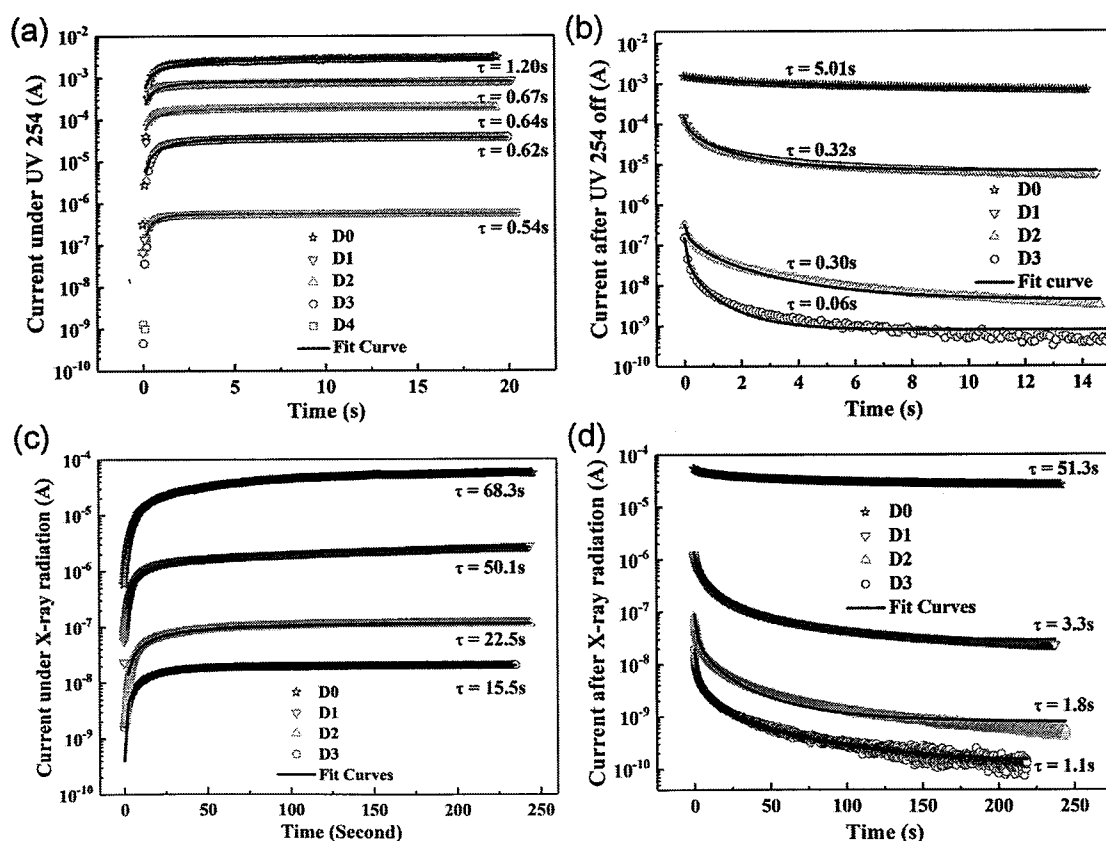 (a)
Current under UV 254 (A)
10⁻²
10⁻³
10⁻⁴
10⁻⁵
10⁻⁶
10⁻⁷
10⁻⁸
10⁻⁹
10⁻¹⁰
τ = 1.20s
τ = 0.67s
τ = 0.64s
τ = 0.62s
τ = 0.54s
D0
D1
D2
D3
D4
Fit Curve
0 5 10 15 20
Time (s)
(b)
Current after UV 254 off (A)
10⁻²
10⁻³
10⁻⁴
10⁻⁵
10⁻⁶
10⁻⁷
10⁻⁸
10⁻⁹
10⁻¹⁰
τ = 5.01s
τ = 0.32s
τ = 0.30s
τ = 0.06s
D0
D1
D2
D3
Fit curve
0 2 4 6 8 10 12 14
Time (s)
(c)
Current under X-ray radiation (A)
10⁻⁴
10⁻⁵
10⁻⁶
10⁻⁷
10⁻⁸
10⁻⁹
10⁻¹⁰
τ = 68.3s
τ = 50.1s
τ = 22.5s
τ = 15.5s
D0
D1
D2
D3
Fit Curves
0 50 100 150 200 250
Time (Second)
(d)
Current after X-ray radiation (A)
10⁻⁴
10⁻⁵
10⁻⁶
10⁻⁷
10⁻⁸
10⁻⁹
10⁻¹⁰
τ = 51.3s
τ = 3.3s
τ = 1.8s
τ = 1.1s
D0
D1
D2
D3
Fit Curves
0 50 100 150 200 250
Time (s)